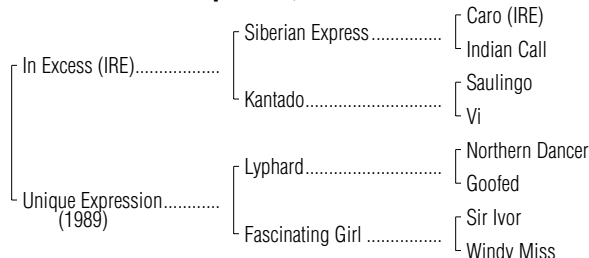 Caro (IRE)
Siberian Express...............
Indian Call
In Excess (IRE)..................
Saulingo
Kantado.............................
Vi
Northern Dancer
Lyphard.............................
Goofed
Unique Expression............
(1989)
Sir Ivor
Fascinating Girl ................
Windy Miss